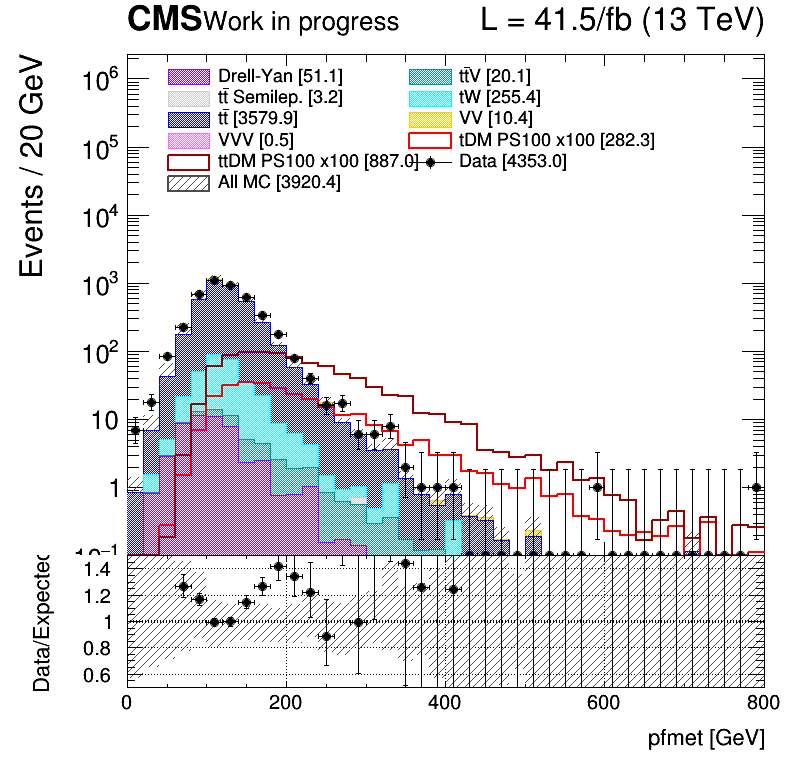 CMS Work in progress L = 41.5/fb (13 TeV)
Events / 20 GeV
10⁶
10⁵
10⁴
10³
10²
10
1
10⁻¹
Drell-Yan [51.1]
tt̄V [20.1]
tt̄ Semilep. [3.2]
tW [255.4]
tt̄ [3579.9]
VV [10.4]
VVV [0.5]
tDM PS100 x100 [282.3]
ttDM PS100 x100 [887.0]
Data [4353.0]
All MC [3920.4]
Data/Expected
1.4
1.2
1
0.8
0.6
0 200 400 600 800
pfmet [GeV]